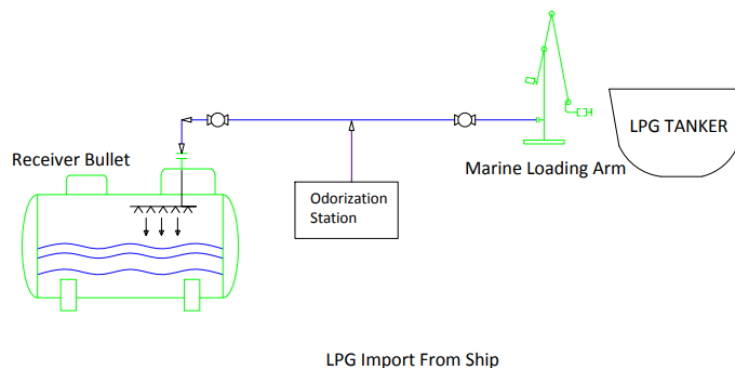 LPG TANKER
Receiver Bullet
Marine Loading Arm
Odorization
Station
LPG Import From Ship